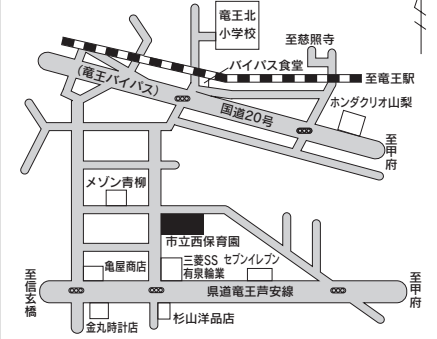 竜王北
小学校
至慈照寺
バイパス食堂
至竜王駅
(竜王バイパス)
国道20号
ホンダクリオ山梨
至甲府
メゾン青柳
市立西保育園
亀屋商店
三菱SS
有泉輪業
セブンイレブン
至信玄橋
県道竜王芦安線
至甲府
金丸時計店
杉山洋品店